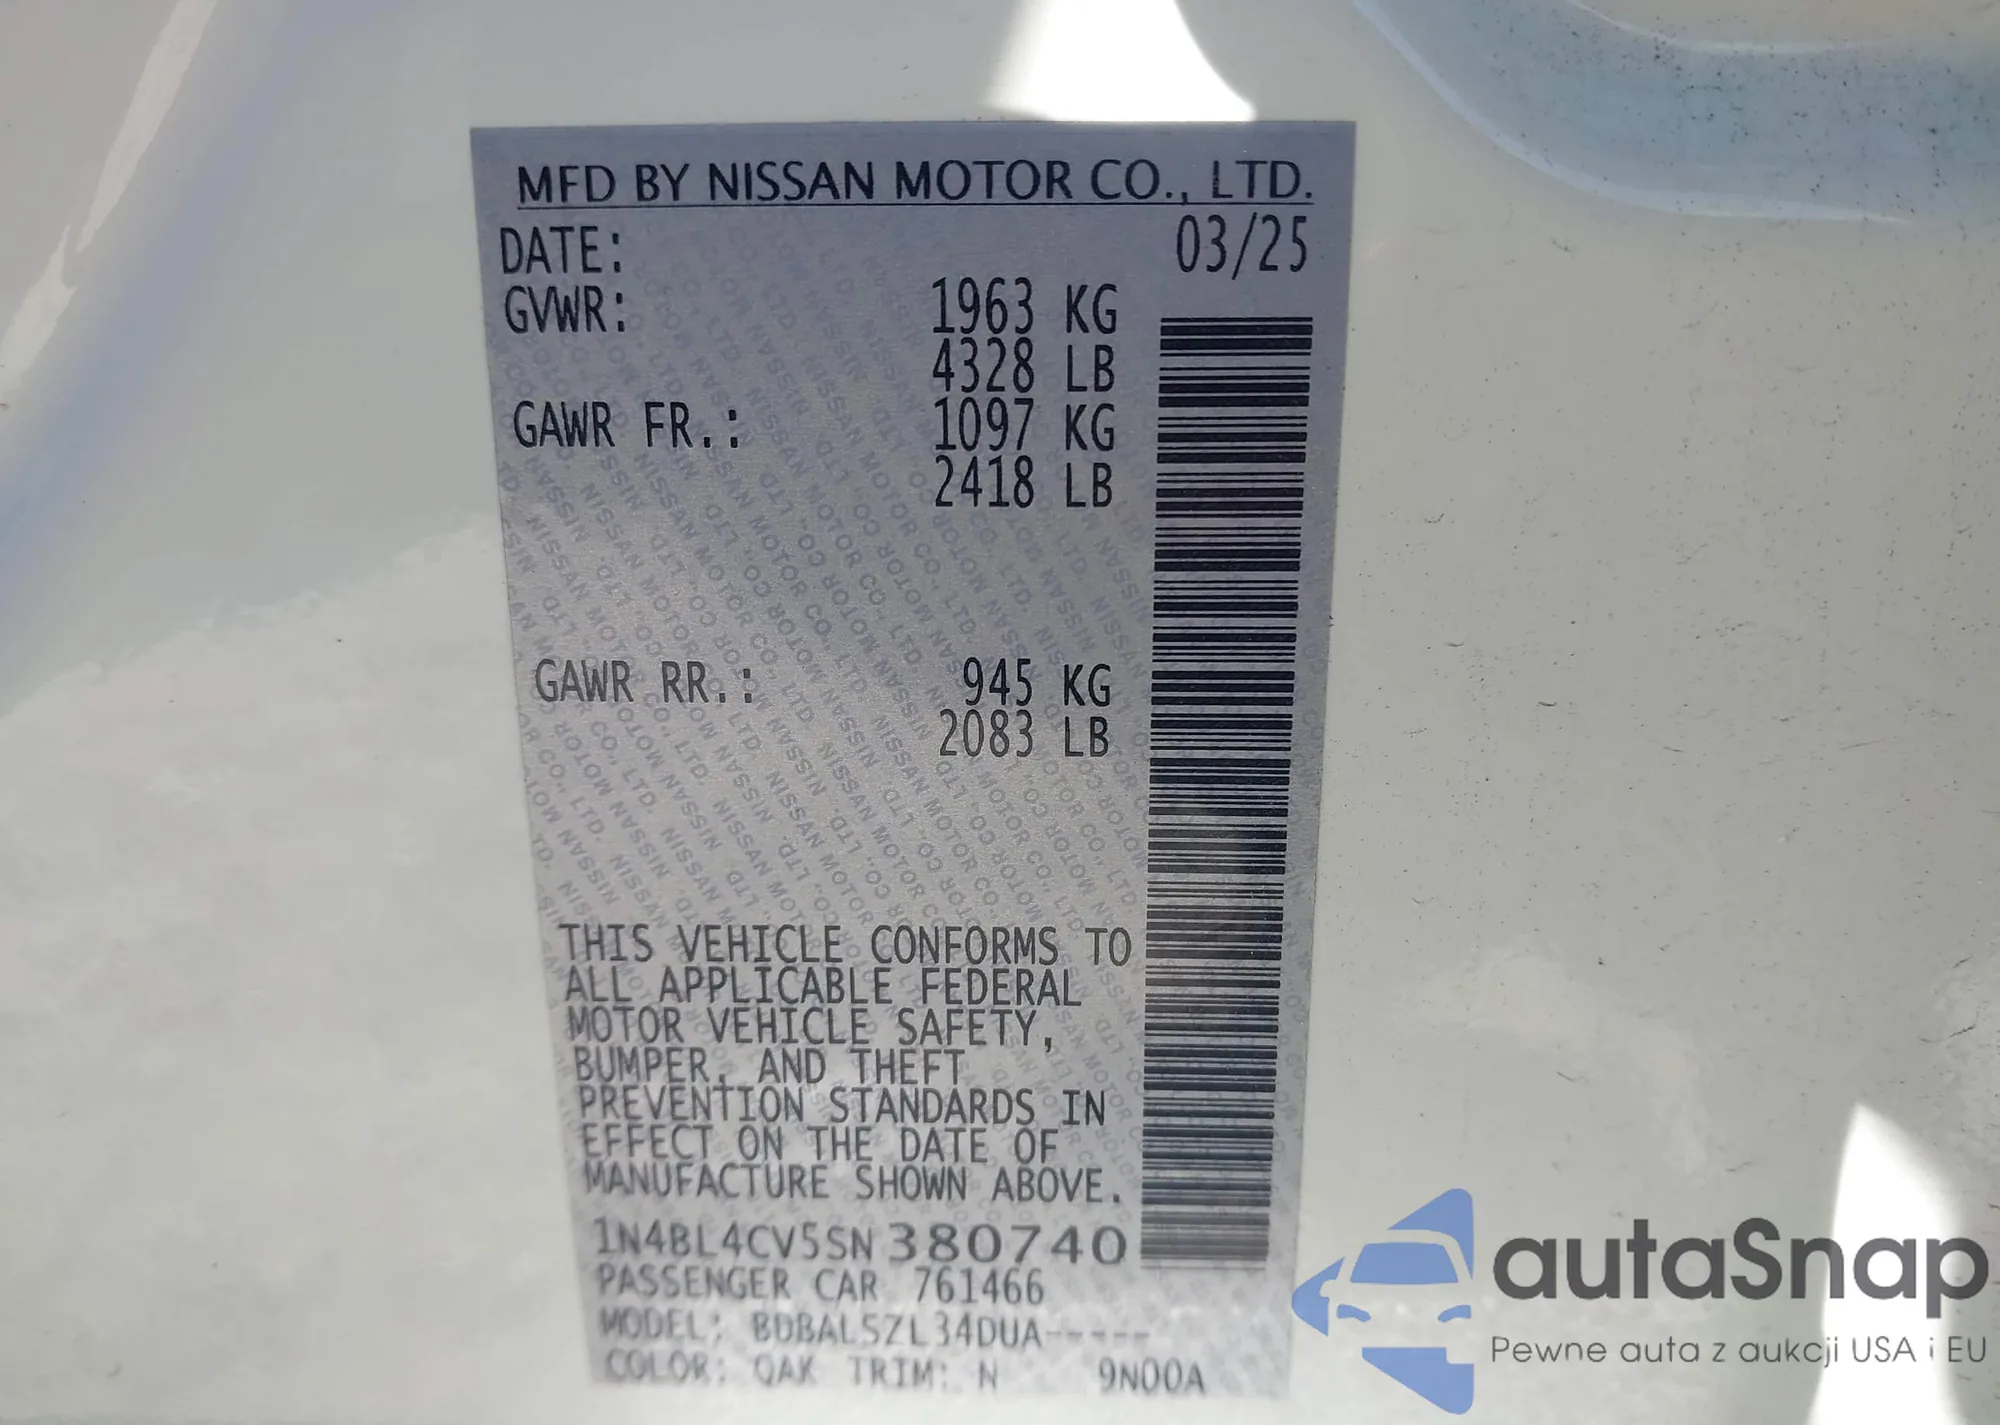 MFD BY NISSAN MOTOR CO., LTD.
DATE: 03/25
GVWR: 1963 KG
4328 LB
GAWR FR.: 1097 KG
2418 LB
GAWR RR.: 945 KG
2083 LB
THIS VEHICLE CONFORMS TO
ALL APPLICABLE FEDERAL
MOTOR VEHICLE SAFETY,
BUMPER, AND THEFT
PREVENTION STANDARDS IN
EFFECT ON THE DATE OF
MANUFACTURE SHOWN ABOVE.
1N4BL4CV5SN380740
PASSENGER CAR 761466
MODEL: BDBALSZL34DUA-----
COLOR: QAK TRIM: N 9N00A
autaSnap
Pewne auta z aukcji USA i EU